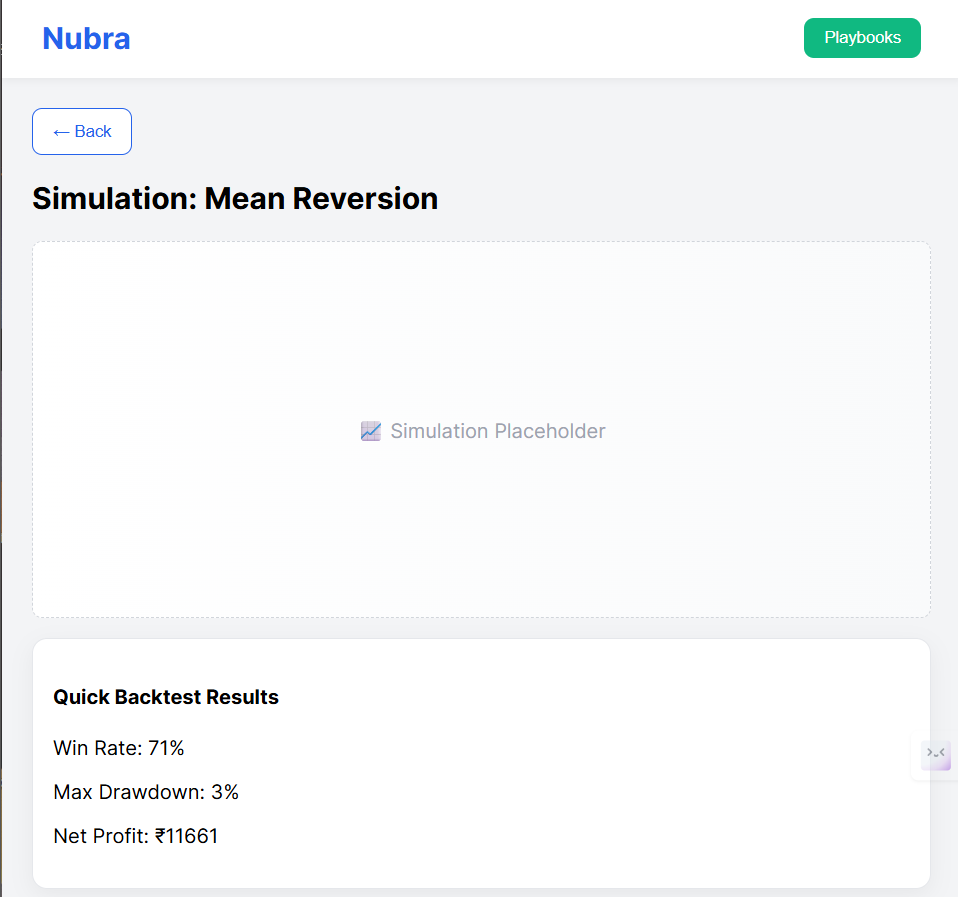 Nubra
Playbooks
← Back
Simulation: Mean Reversion
📈 Simulation Placeholder
Quick Backtest Results
Win Rate: 71%
Max Drawdown: 3%
Net Profit: ₹11661